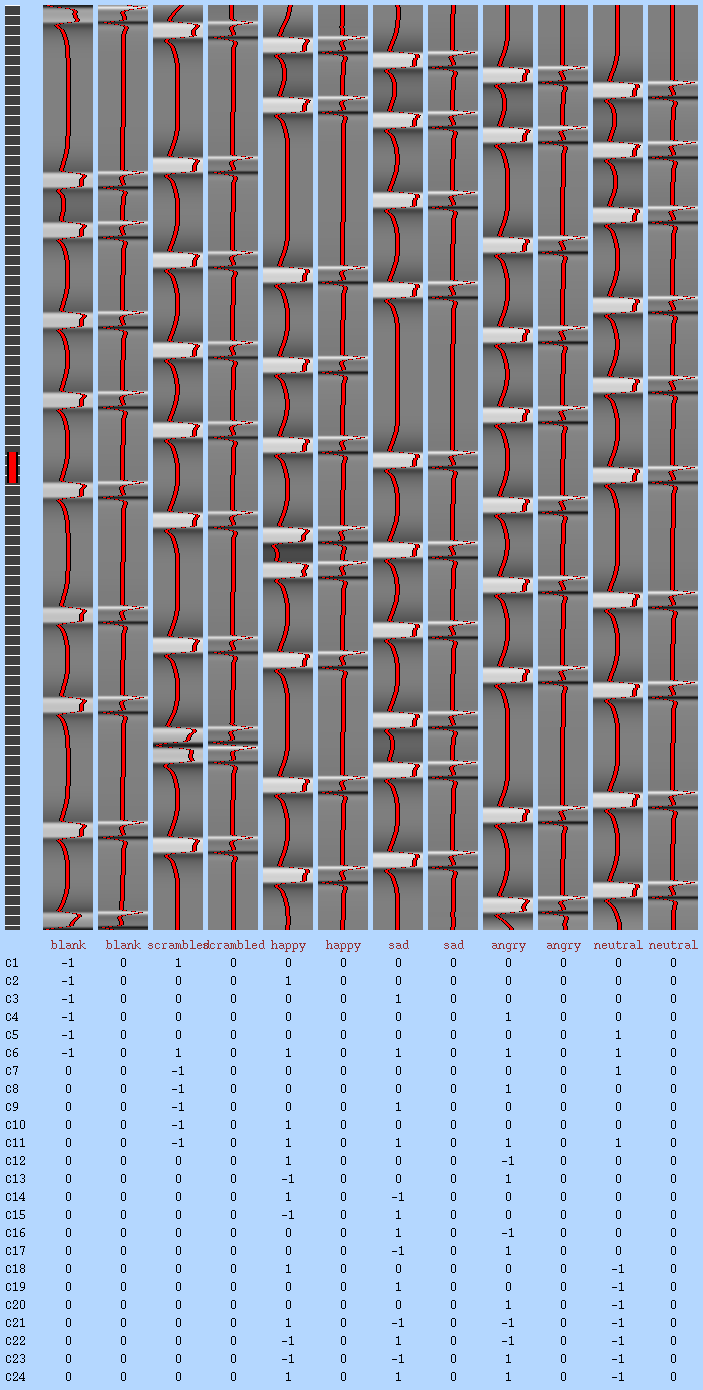 blank blank scrambled scrambled happy happy sad sad angry angry neutral neutral
C1 -1 0 1 0 0 0 0 0 0 0 0 0
C2 -1 0 0 0 1 0 0 0 0 0 0 0
C3 -1 0 0 0 0 0 1 0 0 0 0 0
C4 -1 0 0 0 0 0 0 0 1 0 0 0
C5 -1 0 0 0 0 0 0 0 0 0 1 0
C6 -1 0 1 0 1 0 1 0 1 0 1 0
C7 0 0 -1 0 0 0 0 0 0 0 1 0
C8 0 0 -1 0 0 0 0 0 1 0 0 0
C9 0 0 -1 0 0 0 1 0 0 0 0 0
C10 0 0 -1 0 1 0 0 0 0 0 0 0
C11 0 0 -1 0 1 0 1 0 1 0 1 0
C12 0 0 0 0 1 0 0 0 -1 0 0 0
C13 0 0 0 0 -1 0 0 0 1 0 0 0
C14 0 0 0 0 1 0 -1 0 0 0 0 0
C15 0 0 0 0 -1 0 1 0 0 0 0 0
C16 0 0 0 0 0 0 1 0 -1 0 0 0
C17 0 0 0 0 0 0 -1 0 1 0 0 0
C18 0 0 0 0 1 0 0 0 0 0 -1 0
C19 0 0 0 0 0 0 1 0 0 0 -1 0
C20 0 0 0 0 0 0 0 0 1 0 -1 0
C21 0 0 0 0 1 0 -1 0 -1 0 -1 0
C22 0 0 0 0 -1 0 1 0 -1 0 -1 0
C23 0 0 0 0 -1 0 -1 0 1 0 -1 0
C24 0 0 0 0 1 0 1 0 1 0 -1 0